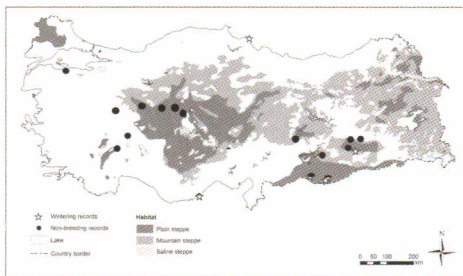 Wintering records
Non-breeding records
Lake
Country border
Habitat
Plain steppe
Mountain steppe
Saline steppe
N
0 50 100 200
km